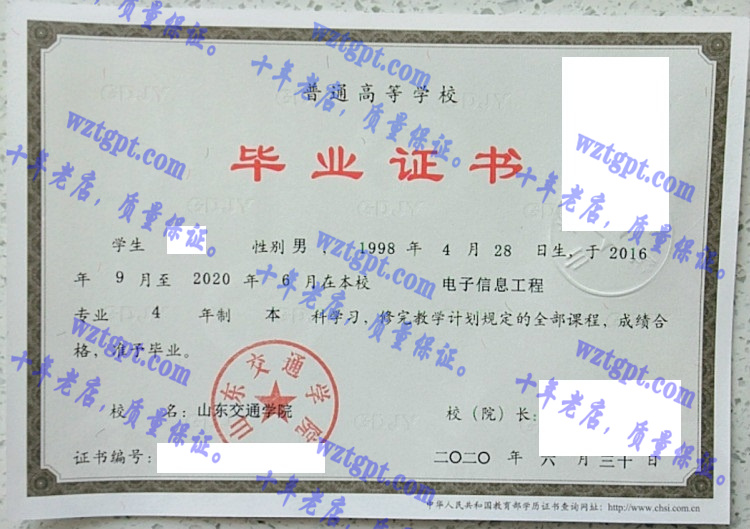 普通高等学校
毕业证书
学生 性别 男 ， 1998 年 4 月 28 日生，于 2016
年 9 月至 2020 年 6 月在本校 电子信息工程
专业 4 年制 本 科学习，修完教学计划规定的全部课程，成绩合
格，准予毕业。
校 名：山东交通学院
校（院）长：
证书编号：
二〇二〇 年 六 月 三十 日
山东交通学院
中华人民共和国教育部学历证书查询网址：http://www.chsi.com.cn
wztgpt.com
十年老店，质量保证。